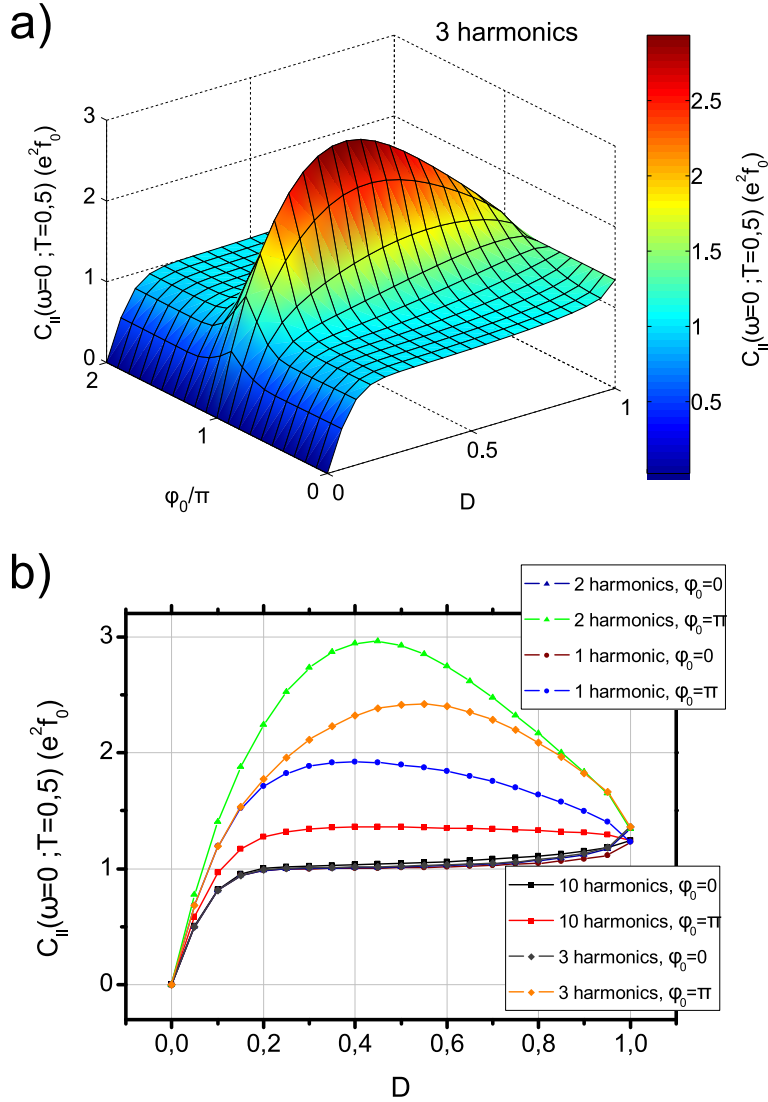 a)
3 harmonics
3
2
1
0
C_II(ω=0 ;T=0,5) (e²f₀)
2
1
0
φ₀/π
0
0.5
1
D
2.5
2
1.5
1
0.5
C_II(ω=0 ;T=0,5) (e²f₀)
b)
2 harmonics, φ₀=0
2 harmonics, φ₀=π
1 harmonic, φ₀=0
1 harmonic, φ₀=π
3
2
1
0
C_II(ω=0 ;T=0,5) (e²f₀)
10 harmonics, φ₀=0
10 harmonics, φ₀=π
3 harmonics, φ₀=0
3 harmonics, φ₀=π
0,0
0,2
0,4
0,6
0,8
1,0
D